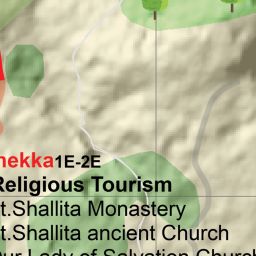 hekka1E-2E
Religious Tourism
t.Shallita Monastery
t.Shallita ancient Church
ur Lady of Salvation Church